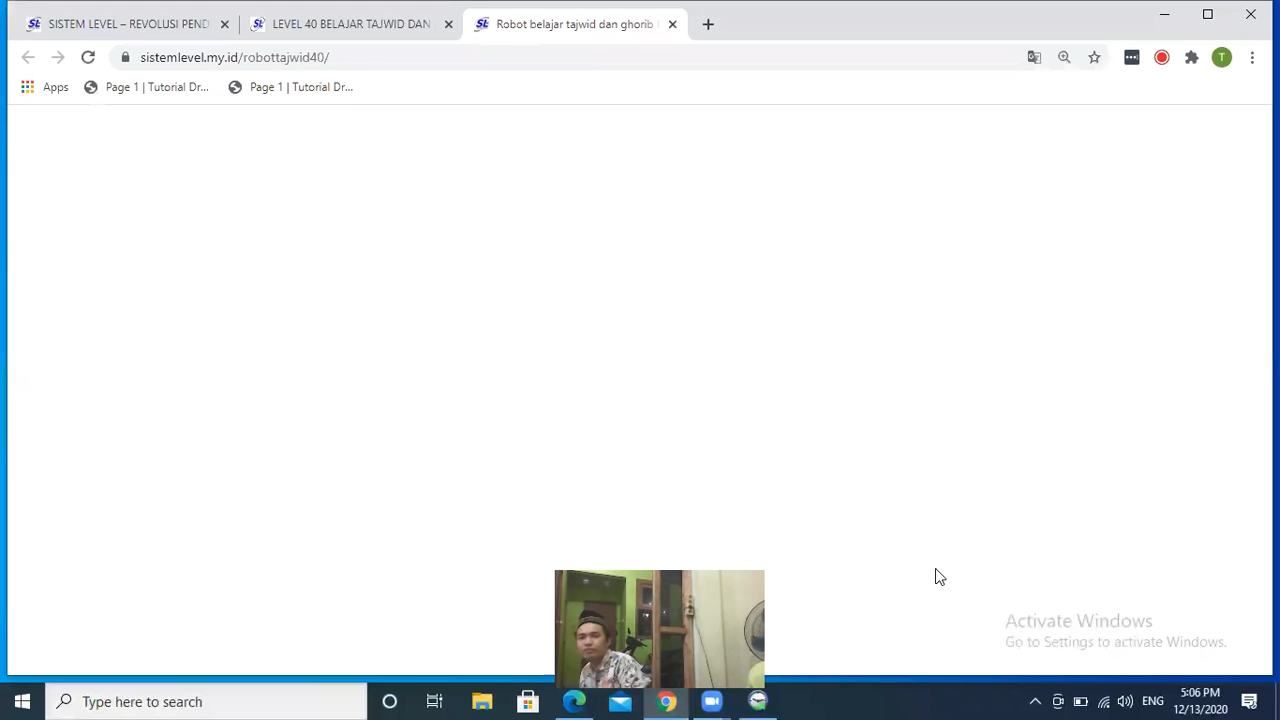 SISTEM LEVEL – REVOLUSI PEND
LEVEL 40 BELAJAR TAJWID DAN
Robot belajar tajwid dan ghorib
sistemlevel.my.id/robottajwid40/
T
Apps
Page 1 | Tutorial Dr...
Page 1 | Tutorial Dr...
Activate Windows
Go to Settings to activate Windows.
Type here to search
ENG
5:06 PM
12/13/2020